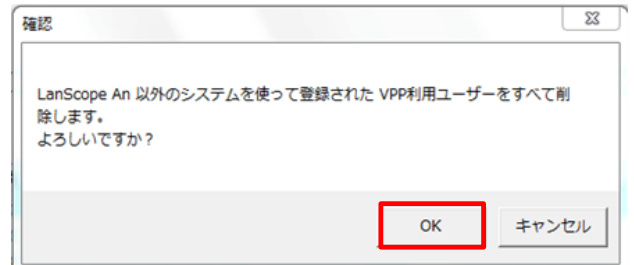 確認
LanScope An 以外のシステムを使って登録された VPP利用ユーザーをすべて削
除します。
よろしいですか？
OK
キャンセル